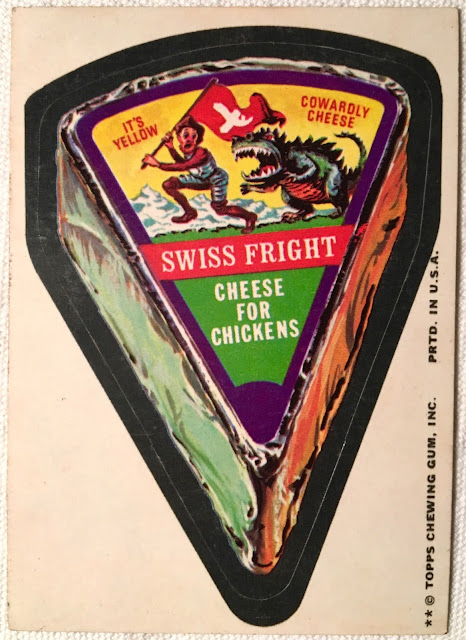 IT'S
YELLOW
COWARDLY
CHEESE
SWISS FRIGHT
CHEESE
FOR
CHICKENS
** © TOPPS CHEWING GUM, INC. PRTD. IN U.S.A.